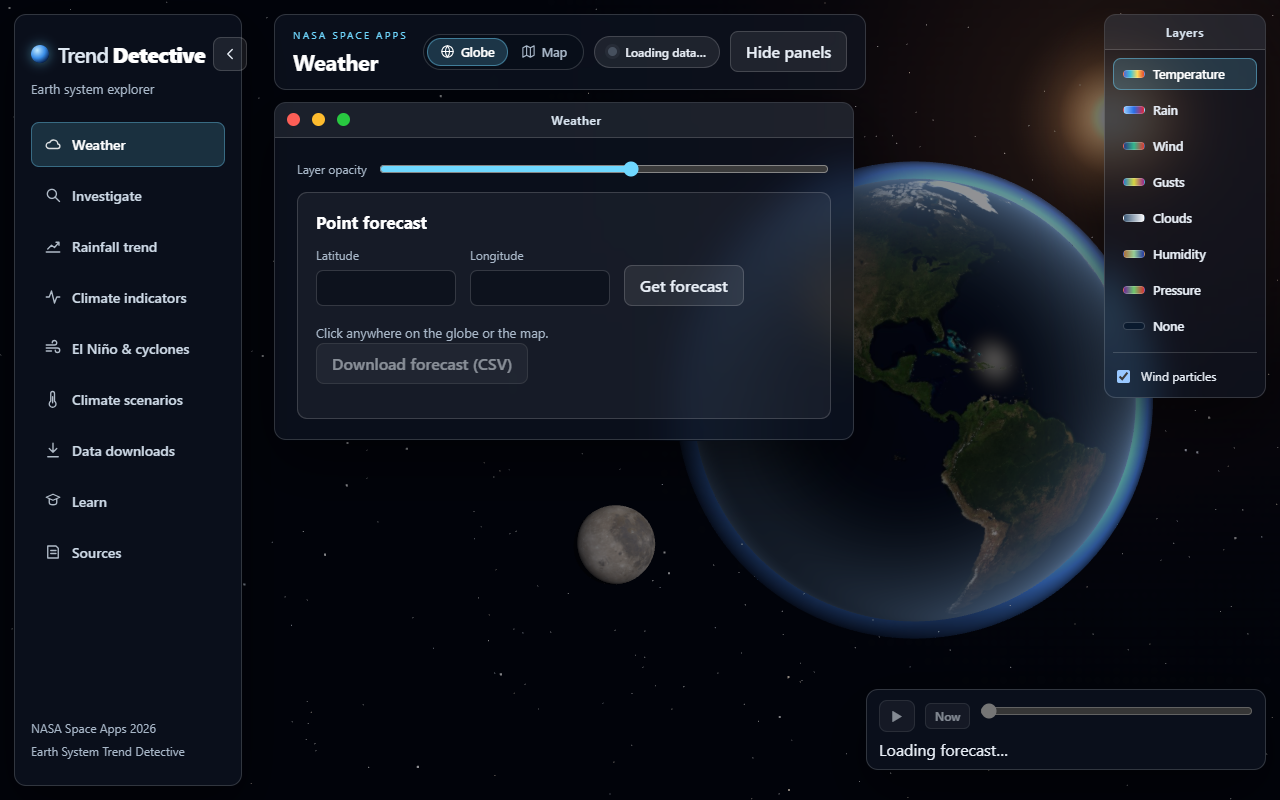 Trend Detective
Earth system explorer
Weather
Investigate
Rainfall trend
Climate indicators
El Niño & cyclones
Climate scenarios
Data downloads
Learn
Sources
NASA Space Apps 2026
Earth System Trend Detective
NASA SPACE APPS
Weather
Globe
Map
Loading data...
Hide panels
Weather
Layer opacity
Point forecast
Latitude
Longitude
Get forecast
Click anywhere on the globe or the map.
Download forecast (CSV)
Layers
Temperature
Rain
Wind
Gusts
Clouds
Humidity
Pressure
None
Wind particles
Now
Loading forecast...